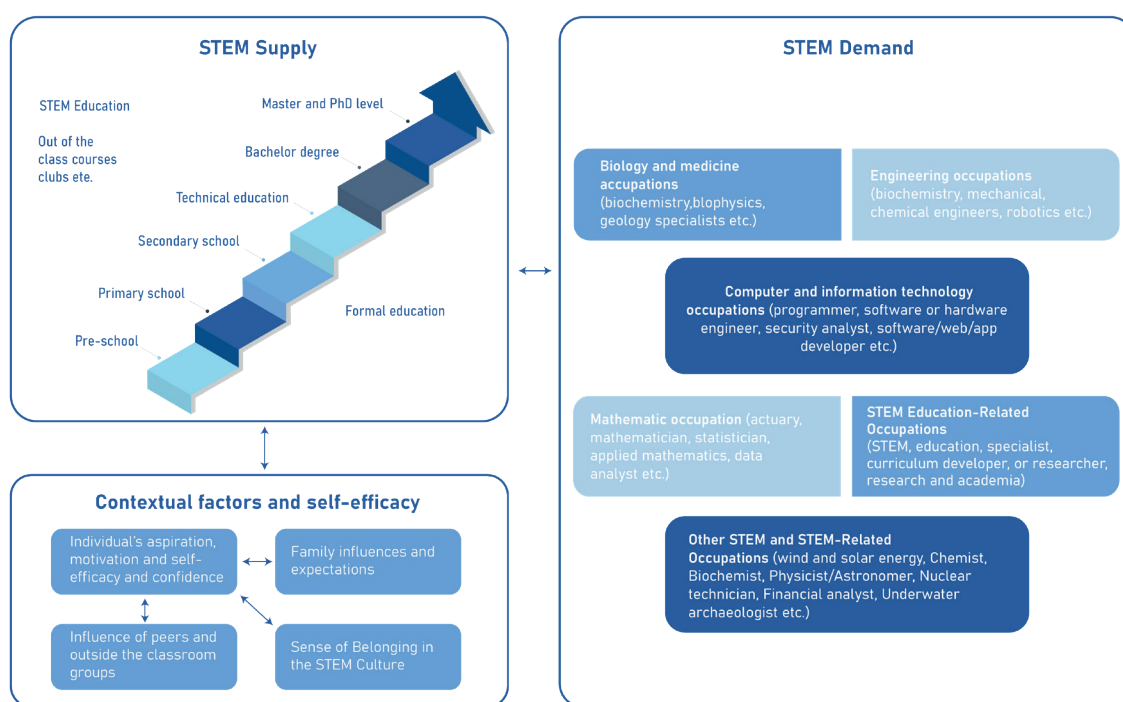 STEM Supply
STEM Education
Out of the
class courses
clubs ete.
Master and PhD level
Bachelor degree
Technical education
Secondary school
Primary school
Pre-school
Formal education
Contextual factors and self-efficacy
Individual's aspiration,
motivation and self-
efficacy and confidence
Family influences and
expectations
Influence of peers and
outside the classroom
groups
Sense of Belonging in
the STEM Culture
STEM Demand
Biology and medicine
accupations
(biochemistry,blophysics,
geology specialists etc.)
Engineering occupations
(biochemistry, mechanical,
chemical engineers, robotics etc.)
Computer and information technology
occupations (programmer, software or hardware
engineer, security analyst, software/web/app
developer etc.)
Mathematic occupation (actuary,
mathematician, statistician,
applied mathematics, data
analyst etc.)
STEM Education-Related
Occupations
(STEM, education, specialist,
curriculum developer, or researcher,
research and academia)
Other STEM and STEM-Related
Occupations (wind and solar energy, Chemist,
Biochemist, Physicist/Astronomer, Nuclear
technician, Financial analyst, Underwater
archaeologist etc.)